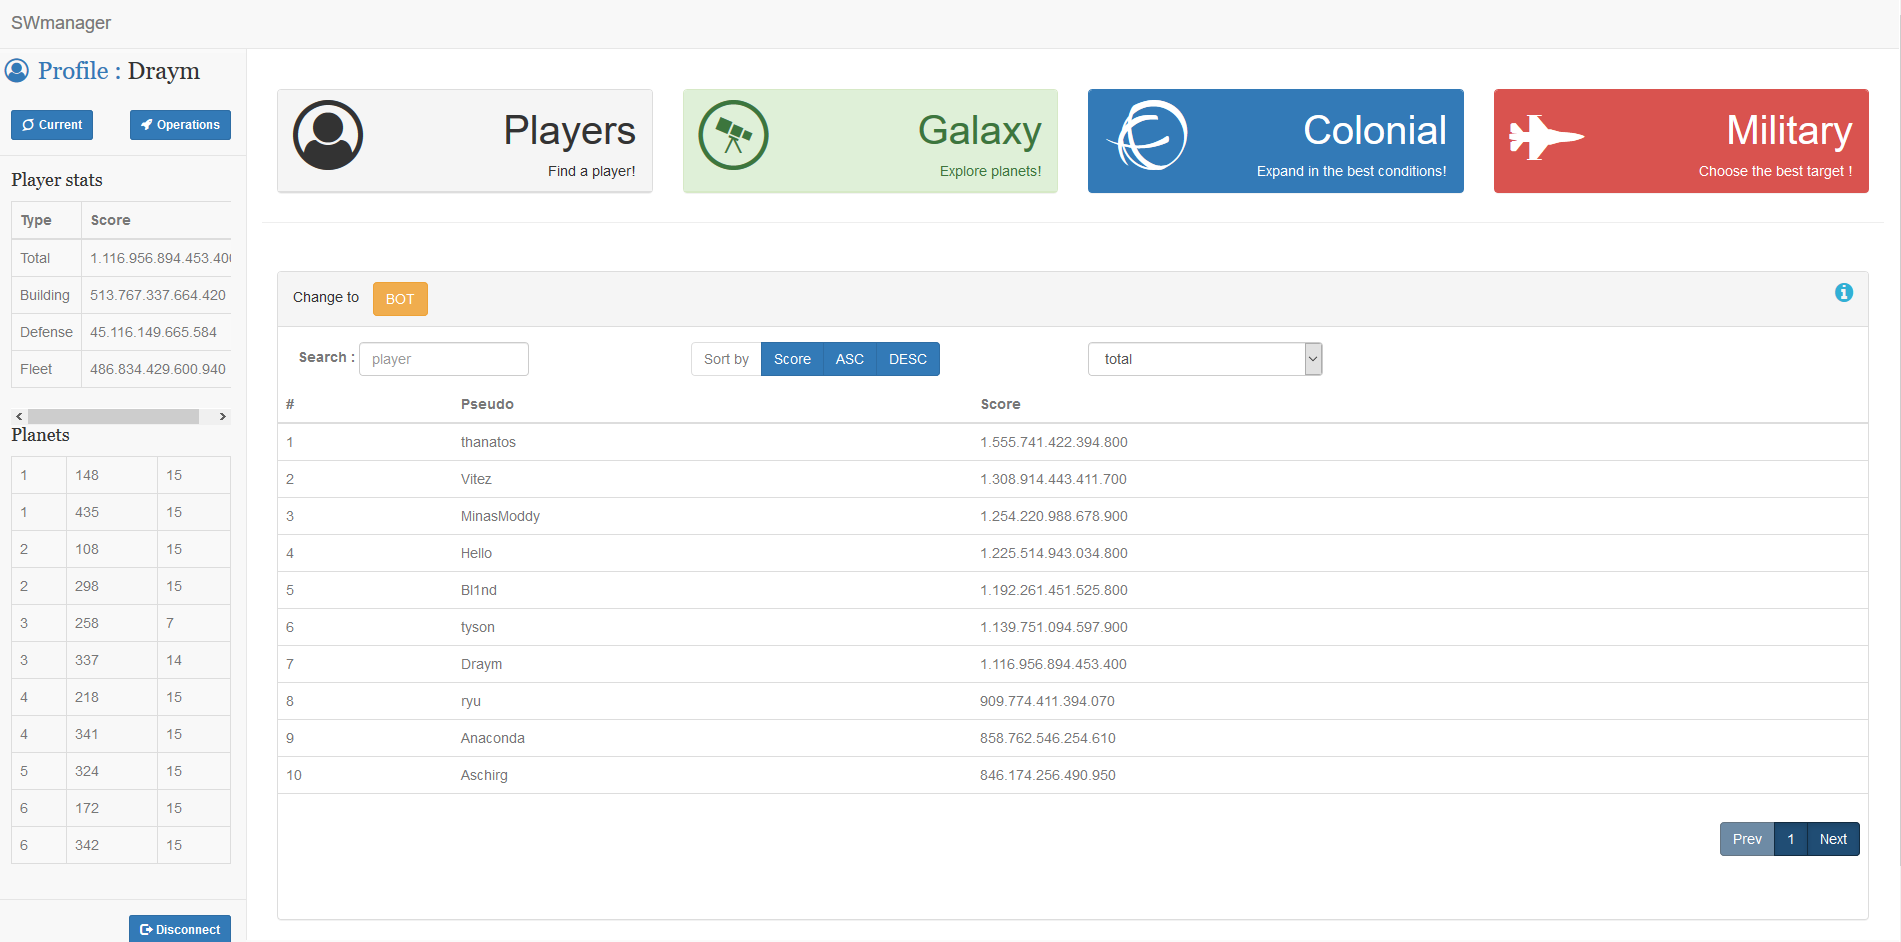 SWmanager
Profile : Draym
Current
Operations
Player stats
Type Score
Total 1.116.956.894.453.40
Building 513.767.337.664.420
Defense 45.116.149.665.584
Fleet 486.834.429.600.940
Planets
1 148 15
1 435 15
2 108 15
2 298 15
3 258 7
3 337 14
4 218 15
4 341 15
5 324 15
6 172 15
6 342 15
Disconnect
Players
Find a player!
Galaxy
Explore planets!
Colonial
Expand in the best conditions!
Military
Choose the best target !
Change to BOT
Search : player
Sort by Score ASC DESC
total
# Pseudo Score
1 thanatos 1.555.741.422.394.800
2 Vitez 1.308.914.443.411.700
3 MinasModdy 1.254.220.988.678.900
4 Hello 1.225.514.943.034.800
5 Bl1nd 1.192.261.451.525.800
6 tyson 1.139.751.094.597.900
7 Draym 1.116.956.894.453.400
8 ryu 909.774.411.394.070
9 Anaconda 858.762.546.254.610
10 Aschirg 846.174.256.490.950
Prev 1 Next